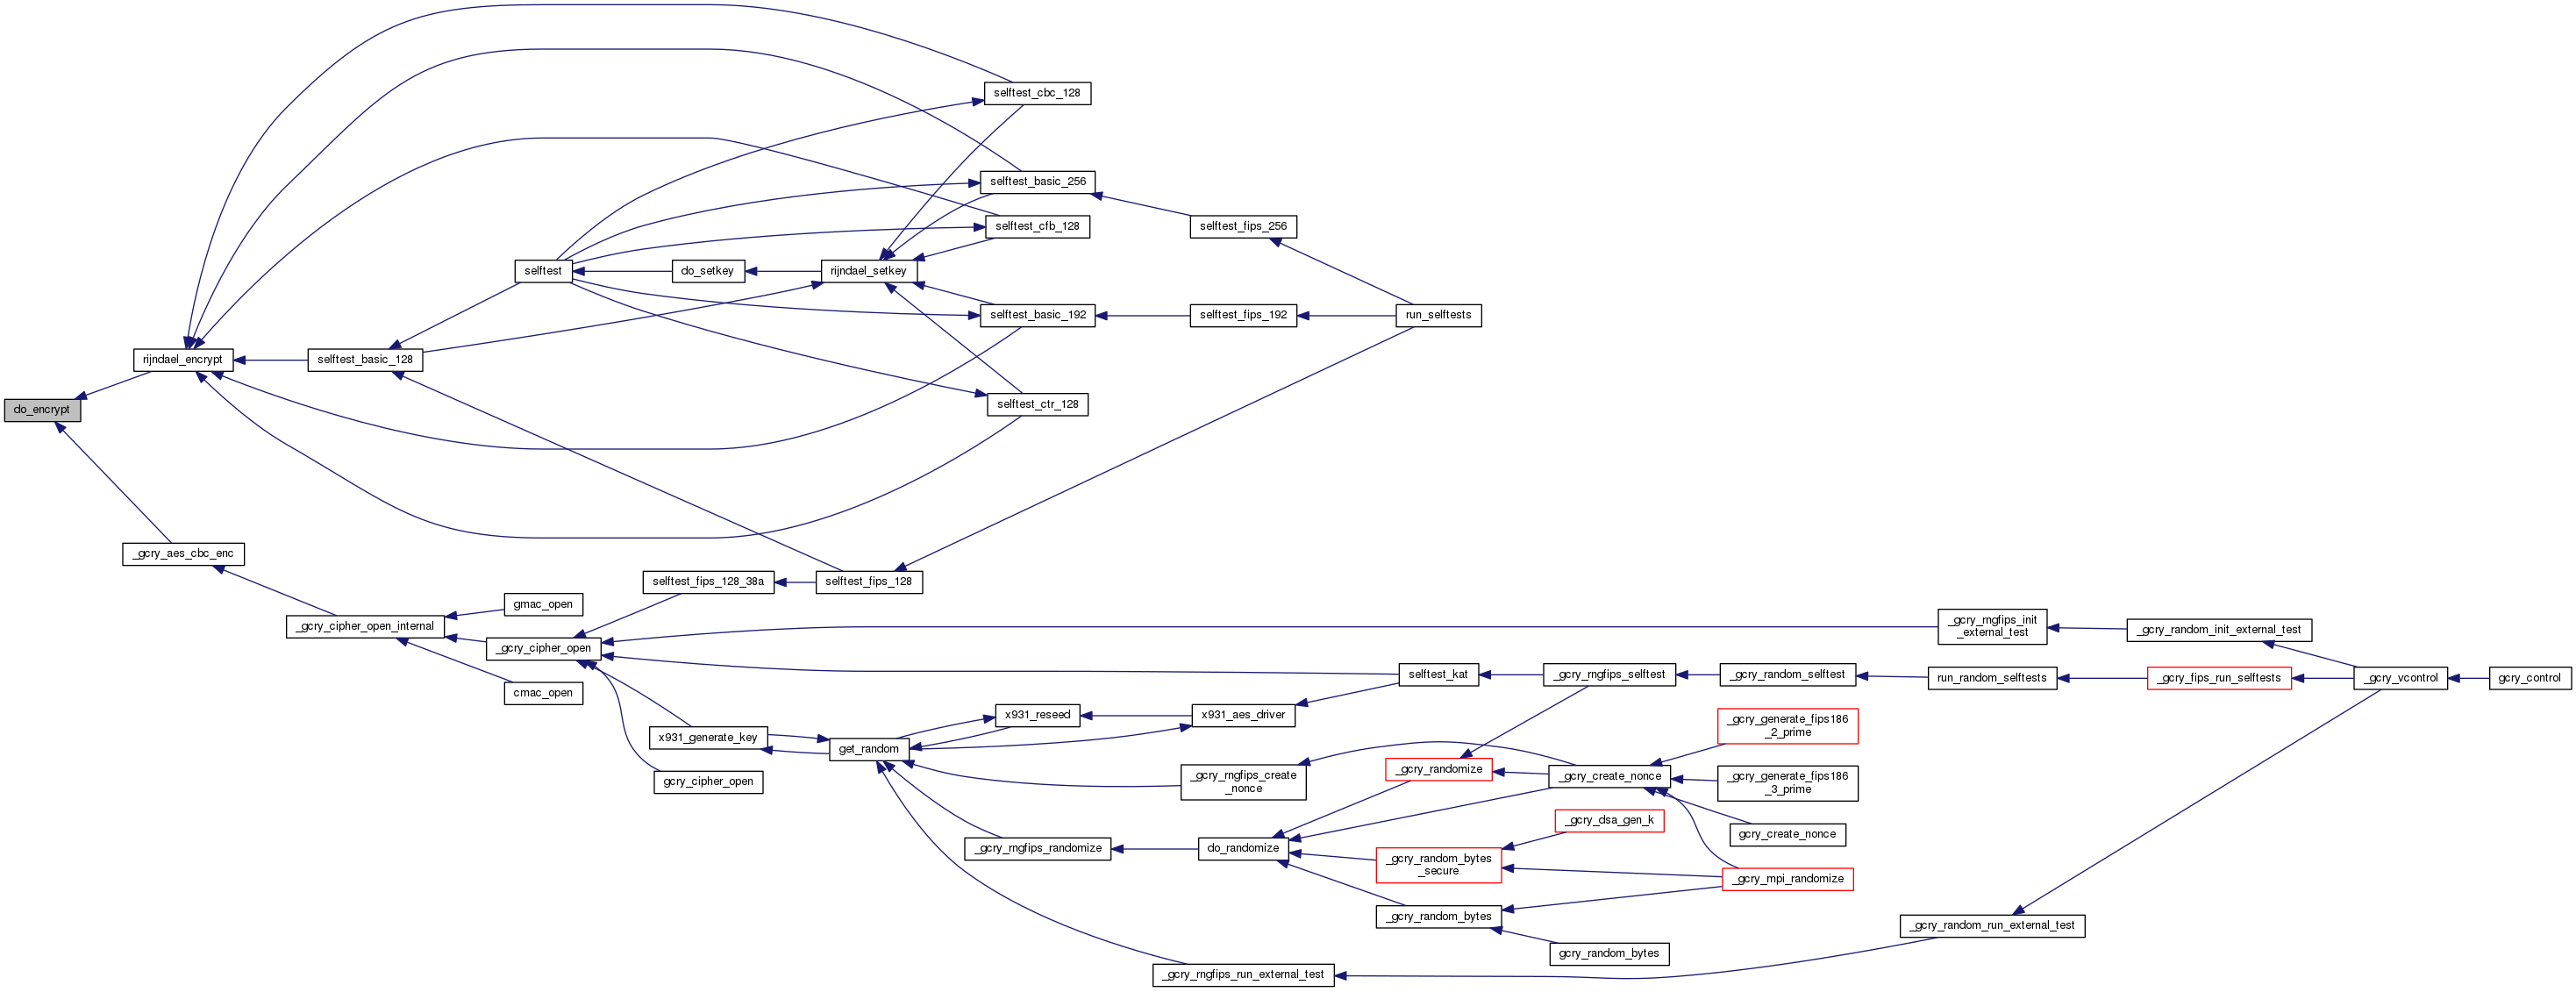 selftest_cbc_128
selftest_basic_256
selftest_cfb_128
selftest_fips_256
selftest
do_setkey
rijndael_setkey
selftest_basic_192
selftest_fips_192
run_selftests
rijndael_encrypt
selftest_basic_128
do_encrypt
selftest_ctr_128
_gcry_aes_cbc_enc
selftest_fips_128_38a
selftest_fips_128
gmac_open
_gcry_cipher_open_internal
_gcry_cipher_open
cmac_open
_gcry_rngfips_init
_external_test
_gcry_random_init_external_test
selftest_kat
_gcry_rngfips_selftest
_gcry_random_selftest
run_random_selftests
_gcry_fips_run_selftests
_gcry_vcontrol
gcry_control
x931_reseed
x931_aes_driver
x931_generate_key
get_random
gcry_cipher_open
_gcry_rngfips_create
_nonce
_gcry_randomize
_gcry_create_nonce
_gcry_generate_fips186
_2_prime
_gcry_generate_fips186
_3_prime
gcry_create_nonce
_gcry_rngfips_randomize
do_randomize
_gcry_dsa_gen_k
_gcry_random_bytes
_secure
_gcry_mpi_randomize
_gcry_random_bytes
gcry_random_bytes
_gcry_random_run_external_test
_gcry_rngfips_run_external_test